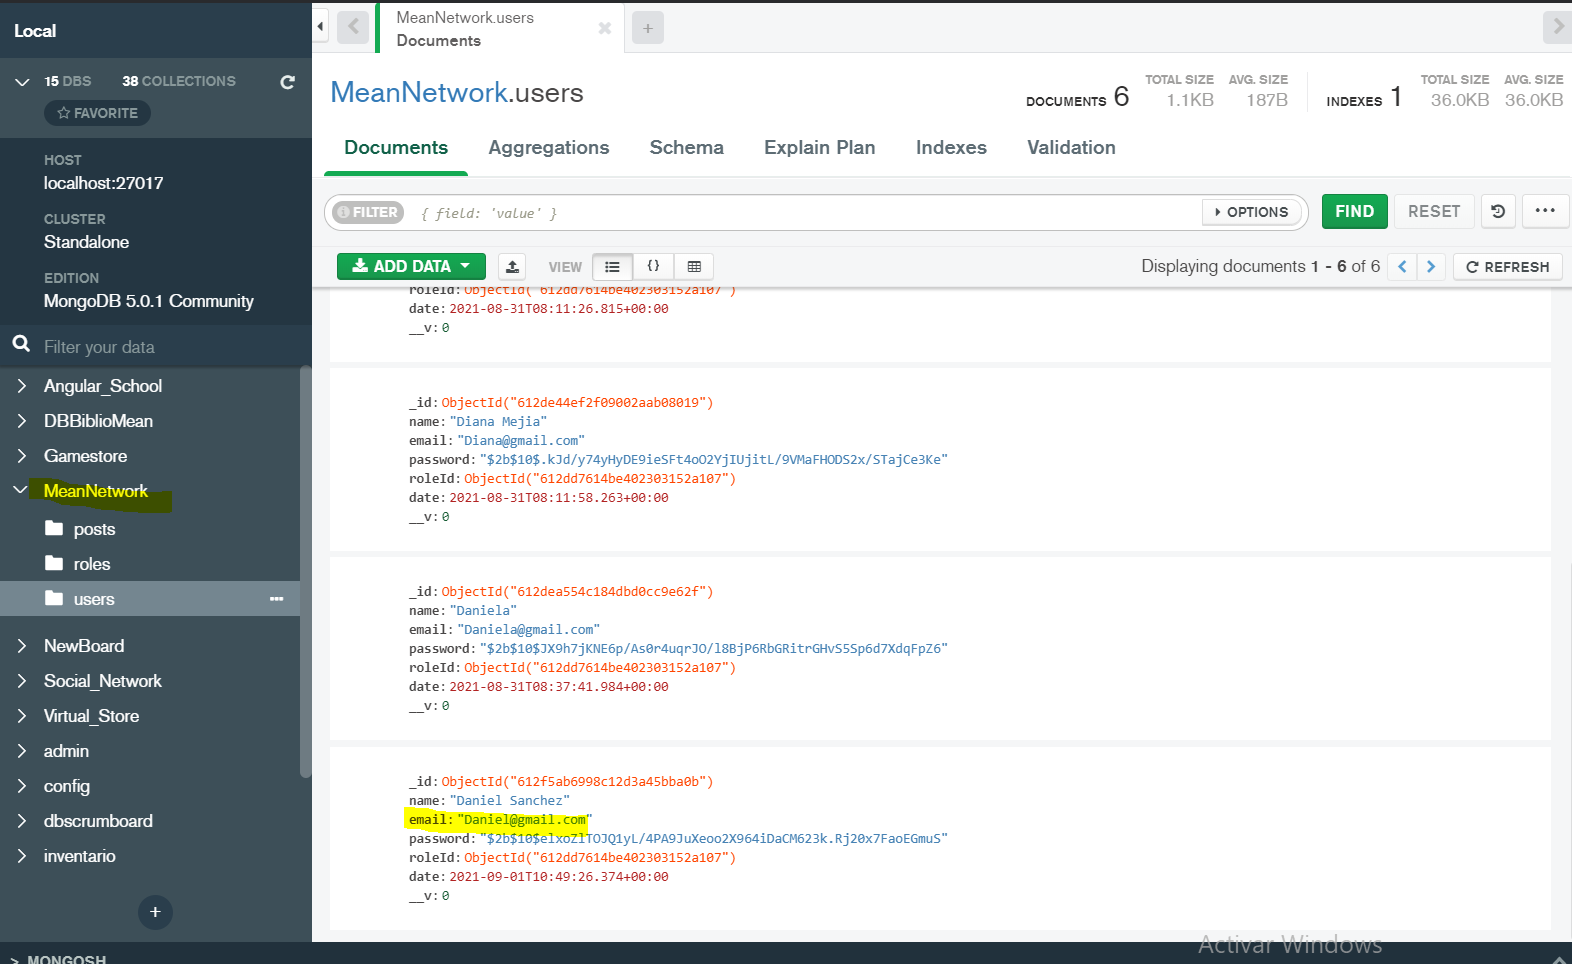 Local
15 DBS 38 COLLECTIONS
FAVORITE
HOST
localhost:27017
CLUSTER
Standalone
EDITION
MongoDB 5.0.1 Community
Filter your data
Angular_School
DBBiblioMean
Gamestore
MeanNetwork
posts
roles
users
NewBoard
Social_Network
Virtual_Store
admin
config
dbscrumboard
inventario
+
> MONGOSH
MeanNetwork.users
Documents
+
MeanNetwork.users
DOCUMENTS 6 TOTAL SIZE 1.1KB AVG. SIZE 187B INDEXES 1 TOTAL SIZE 36.0KB AVG. SIZE 36.0KB
Documents Aggregations Schema Explain Plan Indexes Validation
FILTER { field: 'value' } OPTIONS FIND RESET ...
ADD DATA VIEW {} Displaying documents 1 - 6 of 6 REFRESH
roleId: ObjectId("612dd7614be402303152a107")
date: 2021-08-31T08:11:26.815+00:00
__v: 0
_id: ObjectId("612de44ef2f09002aab08019")
name: "Diana Mejia"
email: "Diana@gmail.com"
password: "$2b$10$.kJd/y74yHyDE9ieSFt4oO2YjIUjitL/9VMaFHODS2x/STajCe3Ke"
roleId: ObjectId("612dd7614be402303152a107")
date: 2021-08-31T08:11:58.263+00:00
__v: 0
_id: ObjectId("612dea554c184dbd0cc9e62f")
name: "Daniela"
email: "Daniela@gmail.com"
password: "$2b$10$JX9h7jKNE6p/As0r4uqrJO/l8BjP6RbGRitrGHvS5Sp6d7XdqFpZ6"
roleId: ObjectId("612dd7614be402303152a107")
date: 2021-08-31T08:37:41.984+00:00
__v: 0
_id: ObjectId("612f5ab6998c12d3a45bba0b")
name: "Daniel Sanchez"
email: "Daniel@gmail.com"
password: "$2b$10$elxoZlTOJQ1yL/4PA9JuXeoo2X964iDaCM623k.Rj20x7FaoEGmuS"
roleId: ObjectId("612dd7614be402303152a107")
date: 2021-09-01T10:49:26.374+00:00
__v: 0
Activar Windows